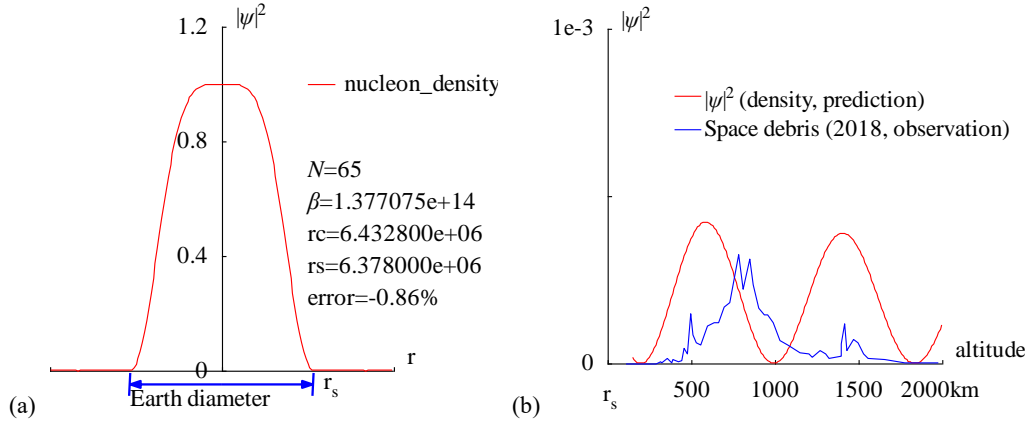 |ψ|²
1.2
nucleon_density
0.8
N=65
β=1.377075e+14
rc=6.432800e+06
0.4
rs=6.378000e+06
error=-0.86%
0
r
r_s
Earth diameter
(a)
|ψ|²
1e-3
|ψ|² (density, prediction)
Space debris (2018, observation)
0
altitude
r_s
500
1000
1500
2000km
(b)